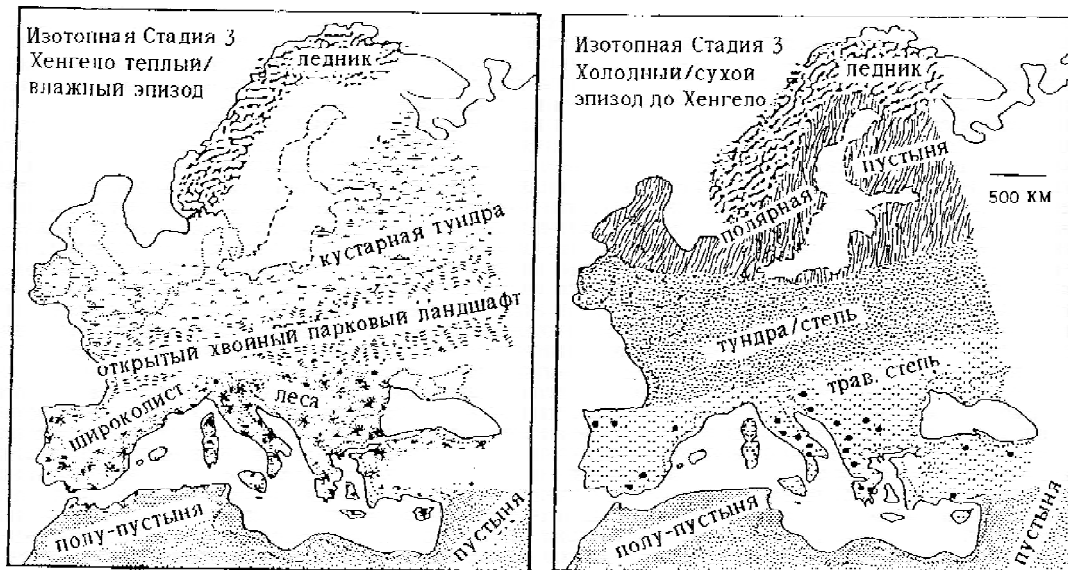 Изотопная Стадия 3
Хенгело теплый/
влажный эпизод
ледник
кустарная тундра
открытый хвойный парковый ландшафт
широколист леса
полу-пустыня
пустыня
Изотопная Стадия 3
Холодный/сухой
эпизод до Хенгело
ледник
полярная пустыня
500 км
тундра/степь
трав. степь
полу-пустыня
пустыня